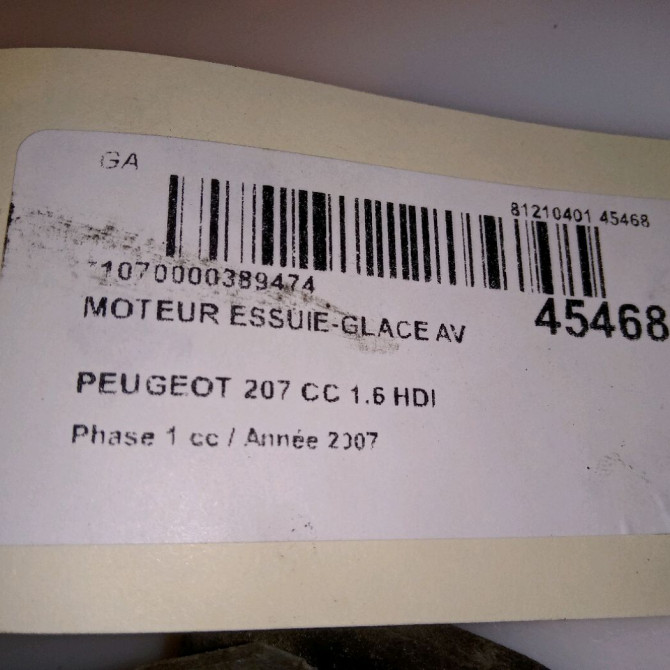 GA
81210401 45468
1070000389474
45468
MOTEUR ESSUIE-GLACE AV
PEUGEOT 207 CC 1.6 HDI
Phase 1 cc / Année 2007